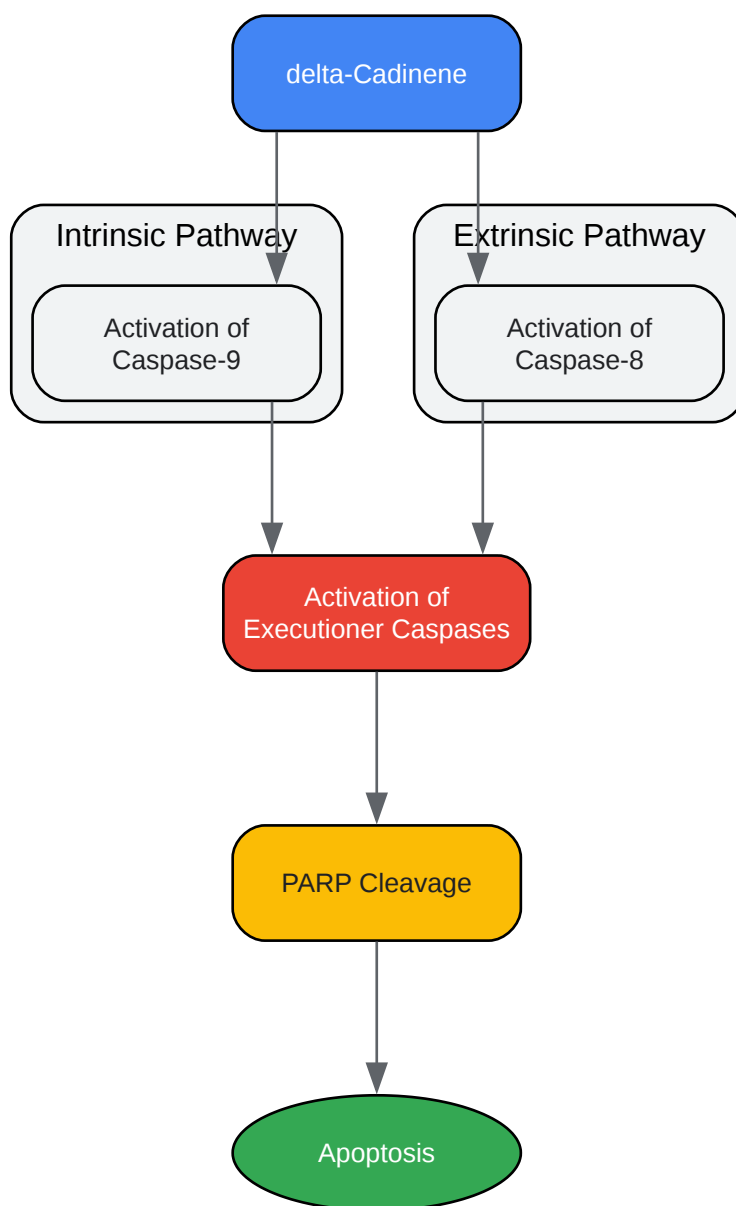 delta-Cadinene
Intrinsic Pathway
Activation of
Caspase-9
Extrinsic Pathway
Activation of
Caspase-8
Activation of
Executioner Caspases
PARP Cleavage
Apoptosis